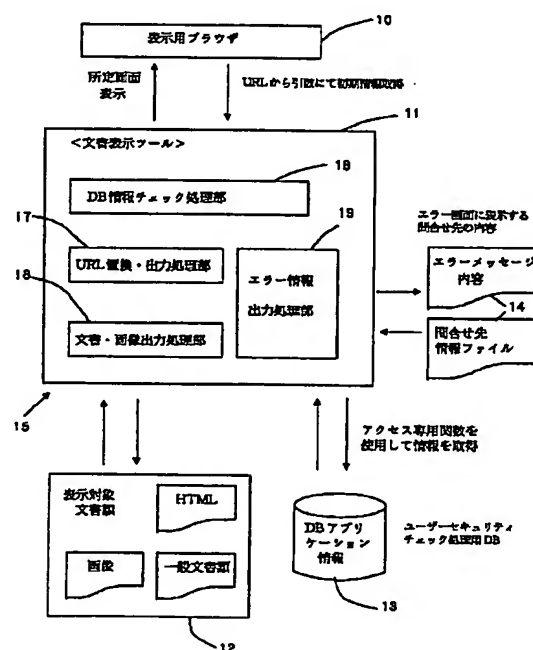 10
表示用ブラウザ
所定画面
表示
URLから引数にて初期情報取得
11
<文書表示ツール>
18
DB情報チェック処理部
17
19
URL置換・出力処理部
エラー情報
出力処理部
18
文書・画像出力処理部
エラー画面に表示する
問合せ先の内容
エラーメッセージ
内容
14
問合せ先
情報ファイル
15
アクセス専用関数を
使用して情報を取得
表示対象
文書類
HTML
画像
一般文書類
12
DBアプリ
ケーション
情報
13
ユーザーセキュリティ
チェック処理用DB